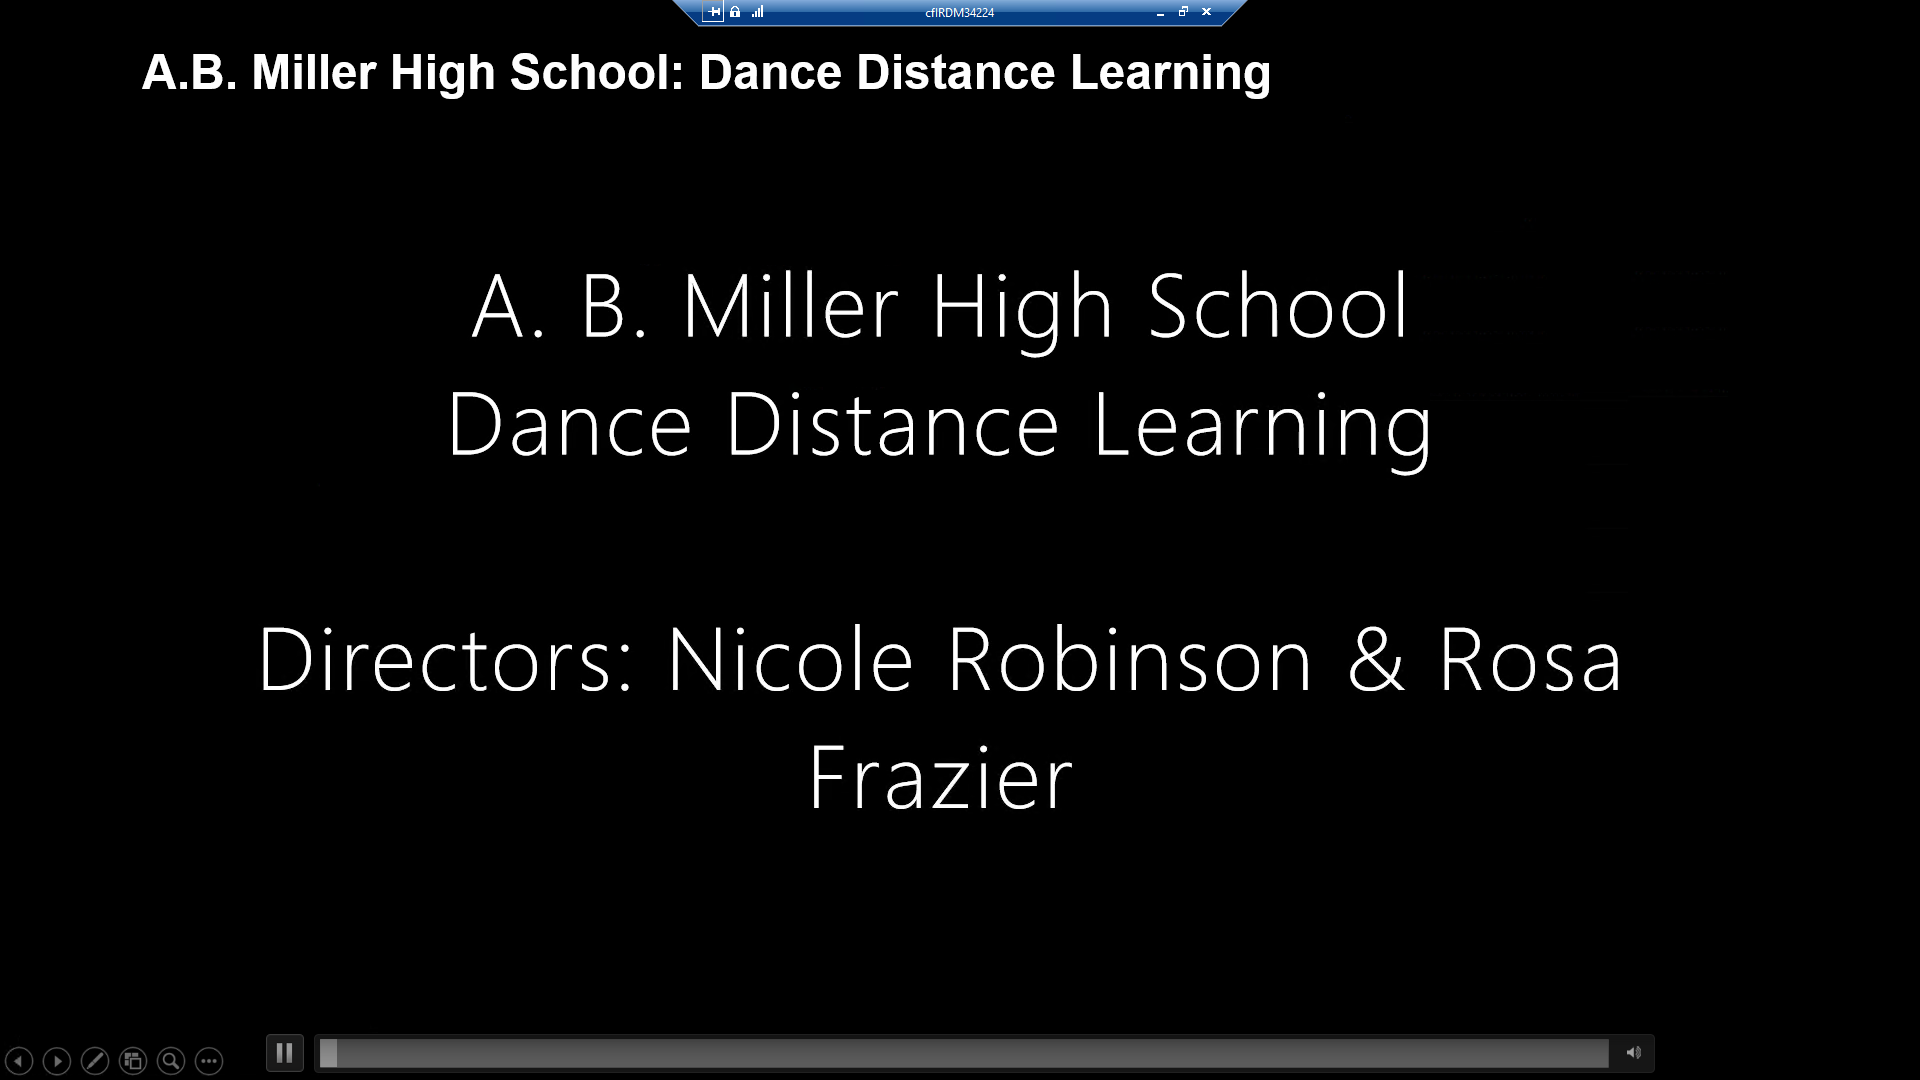 cfIRDM34224
A.B. Miller High School: Dance Distance Learning
A. B. Miller High School
Dance Distance Learning
Directors: Nicole Robinson & Rosa
Frazier